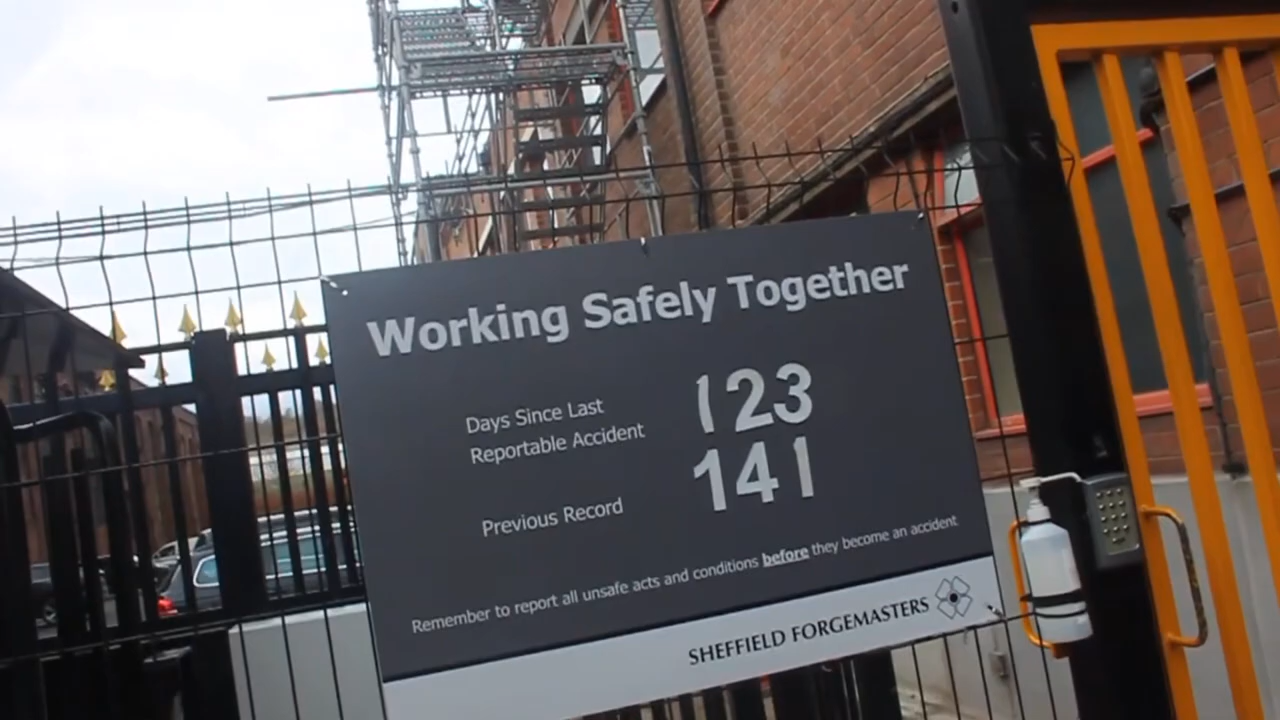 Working Safely Together
Days Since Last
Reportable Accident
123
Previous Record
141
Remember to report all unsafe acts and conditions before they become an accident
SHEFFIELD FORGEMASTERS